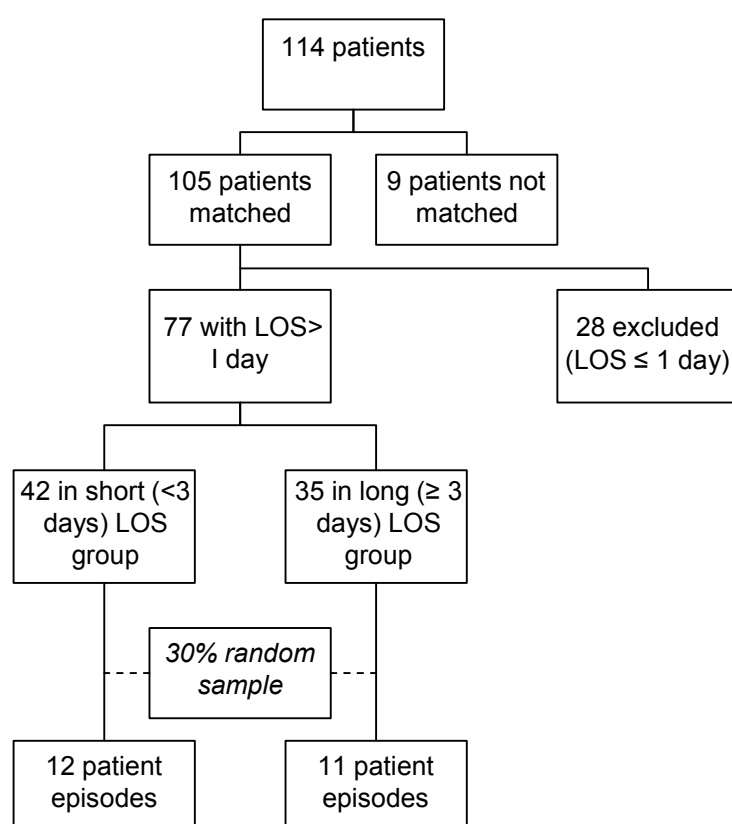 114 patients
105 patients
matched
9 patients not
matched
77 with LOS>
I day
28 excluded
(LOS ≤ 1 day)
42 in short (<3
days) LOS
group
35 in long (≥ 3
days) LOS
group
30% random
sample
12 patient
episodes
11 patient
episodes